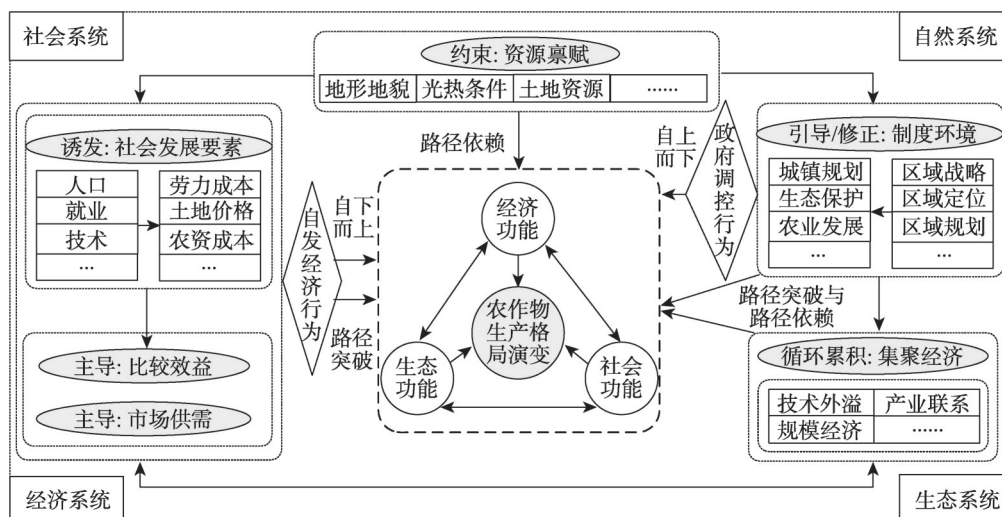 社会系统
自然系统
约束: 资源禀赋
地形地貌 光热条件 土地资源 ……
路径依赖
诱发: 社会发展要素
人口
就业
技术
…
劳力成本
土地价格
农资成本
…
自发经济行为
自下
而上
路径
突破
主导: 比较效益
主导: 市场供需
经济
功能
农作物
生产格
局演变
生态
功能
社会
功能
自上
而下
政府调控行为
引导/修正: 制度环境
城镇规划
生态保护
农业发展
…
区域战略
区域定位
区域规划
…
路径突破与
路径依赖
循环累积: 集聚经济
技术外溢 产业联系
规模经济 ……
经济系统
生态系统